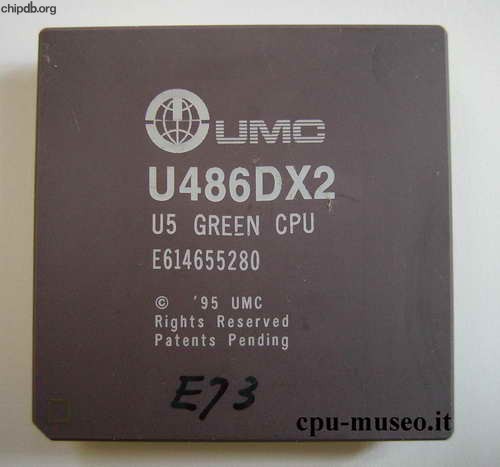 chipdb.org
UMC
U486DX2
U5 GREEN CPU
E614655280
© '95 UMC
Rights Reserved
Patents Pending
E73
cpu-museo.it